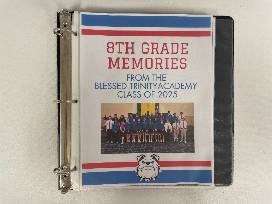 8TH GRADE
MEMORIES
FROM THE
BLESSED TRINITY ACADEMY
CLASS OF 2025